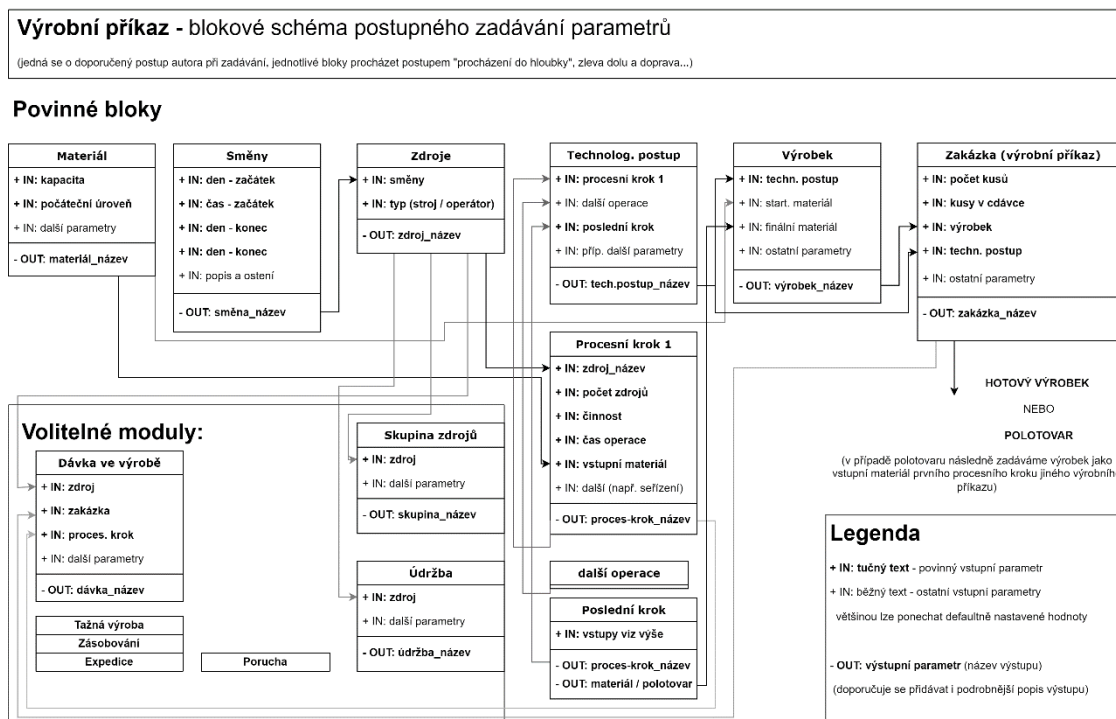 Výrobní příkaz - blokové schéma postupného zadávání parametrů
(jedná se o doporučený postup autora při zadávání, jednotlivé bloky procházet postupem "procházení do hloubky", zleva dolu a doprava...)
Povinné bloky
Materiál
+ IN: kapacita
+ IN: počáteční úroveň
+ IN: další parametry
- OUT: materiál_název
Směny
+ IN: den - začátek
+ IN: čas - začátek
+ IN: den - konec
+ IN: den - konec
+ IN: popis a ostení
- OUT: směna_název
Zdroje
+ IN: směny
+ IN: typ (stroj / operátor)
- OUT: zdroj_název
Technolog. postup
+ IN: procesní krok 1
+ IN: další operace
+ IN: poslední krok
+ IN: příp. další parametry
- OUT: tech.postup_název
Výrobek
+ IN: techn. postup
+ IN: start. materiál
+ IN: finální materiál
+ IN: ostatní parametry
- OUT: výrobek_název
Zakázka (výrobní příkaz)
+ IN: počet kusů
+ IN: kusy v cdávce
+ IN: výrobek
+ IN: techn. postup
+ IN: ostatní parametry
- OUT: zakázka_název
Procesní krok 1
+ IN: zdroj_název
+ IN: počet zdrojů
+ IN: činnost
+ IN: čas operace
+ IN: vstupní materiál
+ IN: další (např. seřízení)
- OUT: proces-krok_název
HOTOVÝ VÝROBEK
NEBO
POLOTOVAR
(v případě polotovaru následně zadáváme výrobek jako
vstupní materiál prvního procesního kroku jiného výrobního
příkazu)
Volitelné moduly:
Dávka ve výrobě
+ IN: zdroj
+ IN: zakázka
+ IN: proces. krok
+ IN: další parametry
- OUT: dávka_název
Skupina zdrojů
+ IN: zdroj
+ IN: další parametry
- OUT: skupina_název
Údržba
+ IN: zdroj
+ IN: další parametry
- OUT: údržba_název
další operace
Poslední krok
+ IN: vstupy viz výše
- OUT: proces-krok_název
- OUT: materiál / polotovar
Tažná výroba
Zásobování
Expedice
Porucha
Legenda
+ IN: tučný text - povinný vstupní parametr
+ IN: běžný text - ostatní vstupní parametry
většinou lze ponechat defaultně nastavené hodnoty
- OUT: výstupní parametr (název výstupu)
(doporučuje se přidávat i podrobnější popis výstupu)